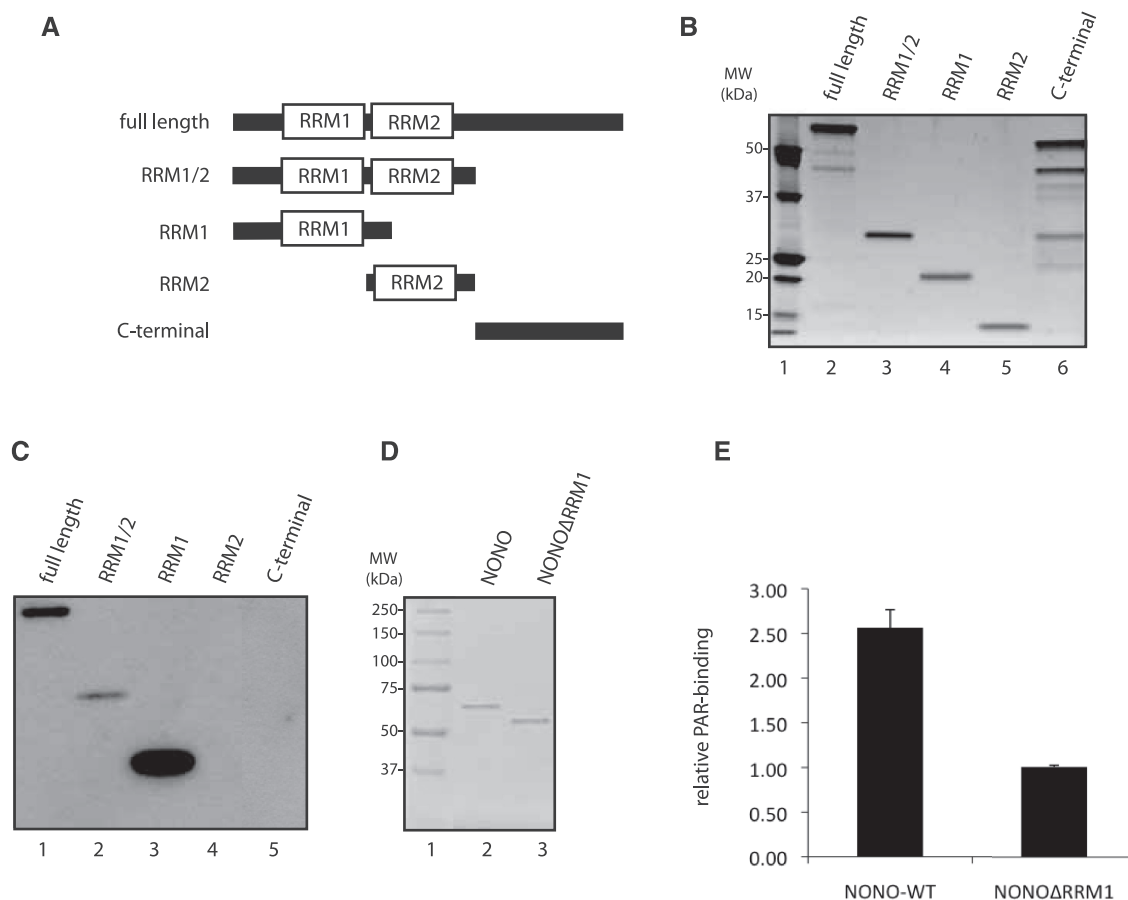 A
full length
RRM1
RRM2
RRM1/2
RRM1
RRM2
RRM1
RRM1
RRM2
RRM2
C-terminal
B
MW
(kDa)
full length
RRM1/2
RRM1
RRM2
C-terminal
50
37
25
20
15
1 2 3 4 5 6
C
full length
RRM1/2
RRM1
RRM2
C-terminal
1 2 3 4 5
D
MW
(kDa)
NONO
NONOΔRRM1
250
150
100
75
50
37
1 2 3
E
relative PAR-binding
3.00
2.50
2.00
1.50
1.00
0.50
0.00
NONO-WT NONOΔRRM1